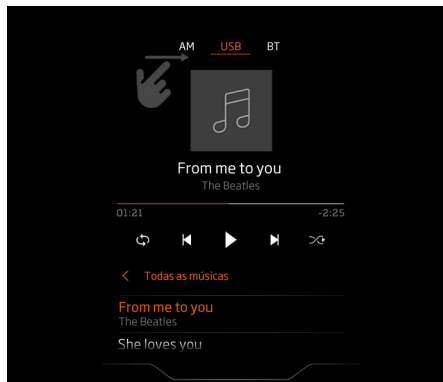 AM USB BT
From me to you
The Beatles
01:21 -2:25
Todas as músicas
From me to you
The Beatles
She loves you